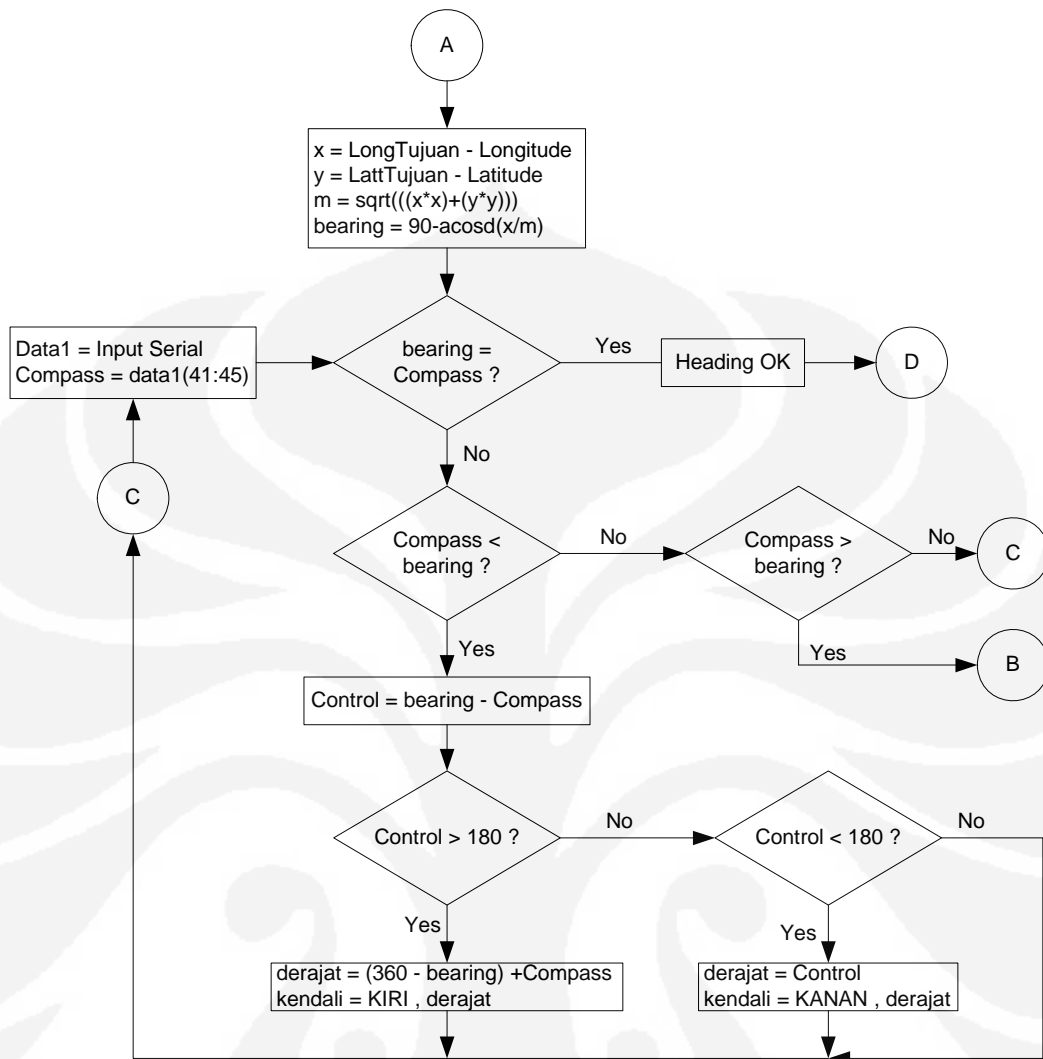 A
x = LongTujuan - Longitude
y = LattTujuan - Latitude
m = sqrt(((x*x)+(y*y)))
bearing = 90-acosd(x/m)
Data1 = Input Serial
Compass = data1(41:45)
bearing =
Compass ?
Yes
Heading OK
D
No
C
Compass <
bearing ?
No
Compass >
bearing ?
No
C
Yes
Yes
B
Control = bearing - Compass
Control > 180 ?
No
Control < 180 ?
No
Yes
Yes
derajat = (360 - bearing) +Compass
kendali = KIRI , derajat
derajat = Control
kendali = KANAN , derajat